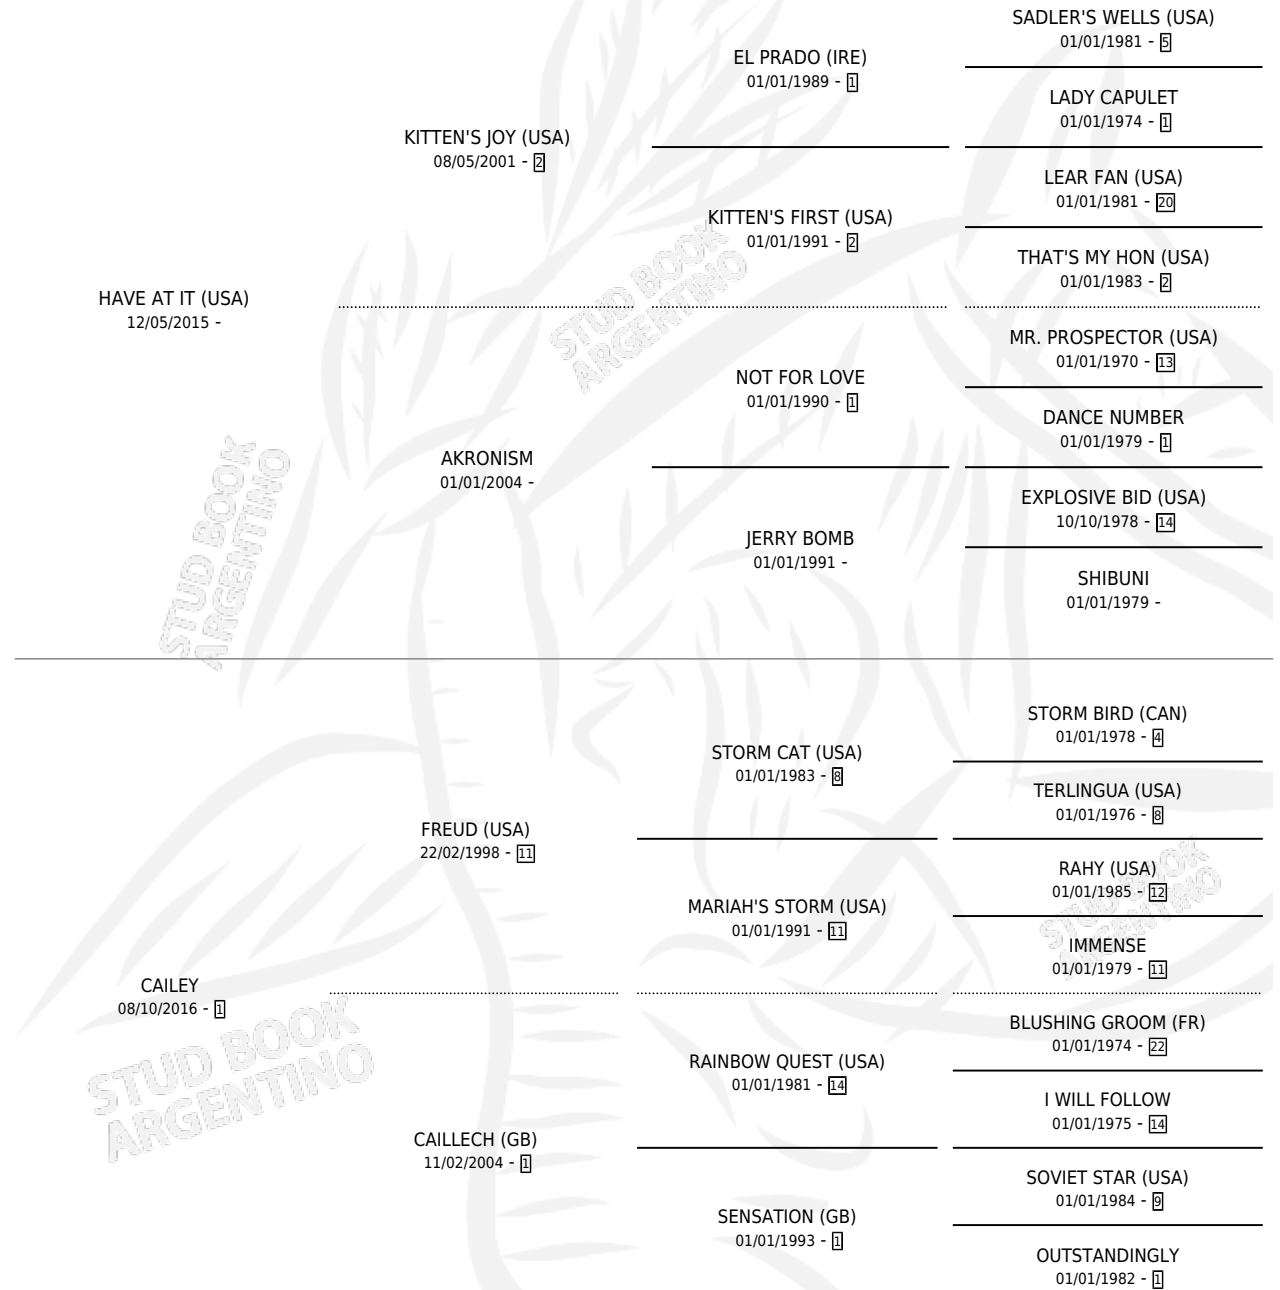 SADLER'S WELLS (USA)
01/01/1981 - 5
EL PRADO (IRE)
01/01/1989 - 1
LADY CAPULET
01/01/1974 - 1
KITTEN'S JOY (USA)
08/05/2001 - 2
LEAR FAN (USA)
01/01/1981 - 20
KITTEN'S FIRST (USA)
01/01/1991 - 2
THAT'S MY HON (USA)
01/01/1983 - 2
HAVE AT IT (USA)
12/05/2015 -
MR. PROSPECTOR (USA)
01/01/1970 - 13
NOT FOR LOVE
01/01/1990 - 1
DANCE NUMBER
01/01/1979 - 1
AKRONISM
01/01/2004 -
EXPLOSIVE BID (USA)
10/10/1978 - 14
JERRY BOMB
01/01/1991 -
SHIBUNI
01/01/1979 -
STUD BOOK
ARGENTINO
STUD BOOK
ARGENTINO
STORM BIRD (CAN)
01/01/1978 - 4
STORM CAT (USA)
01/01/1983 - 8
TERLINGUA (USA)
01/01/1976 - 8
FREUD (USA)
22/02/1998 - 11
RAHY (USA)
01/01/1985 - 12
MARIAH'S STORM (USA)
01/01/1991 - 11
IMMENSE
01/01/1979 - 11
CAILEY
08/10/2016 - 1
BLUSHING GROOM (FR)
01/01/1974 - 22
RAINBOW QUEST (USA)
01/01/1981 - 14
I WILL FOLLOW
01/01/1975 - 14
CAILLECH (GB)
11/02/2004 - 1
SOVIET STAR (USA)
01/01/1984 - 9
SENSATION (GB)
01/01/1993 - 1
OUTSTANDINGLY
01/01/1982 - 1
STUD BOOK
ARGENTINO
STUD BOOK
ARGENTINO